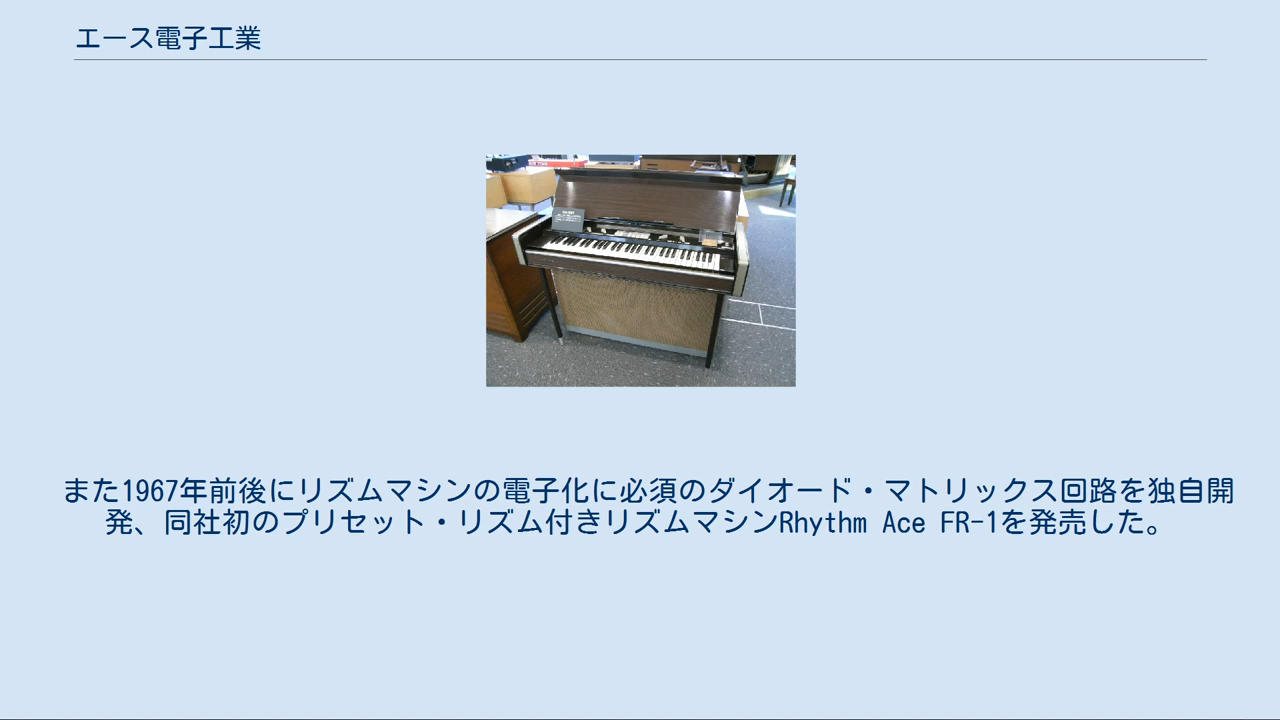 エース電子工業
また1967年前後にリズムマシンの電子化に必須のダイオード・マトリックス回路を独自開
発、同社初のプリセット・リズム付きリズムマシンRhythm Ace FR-1を発売した。